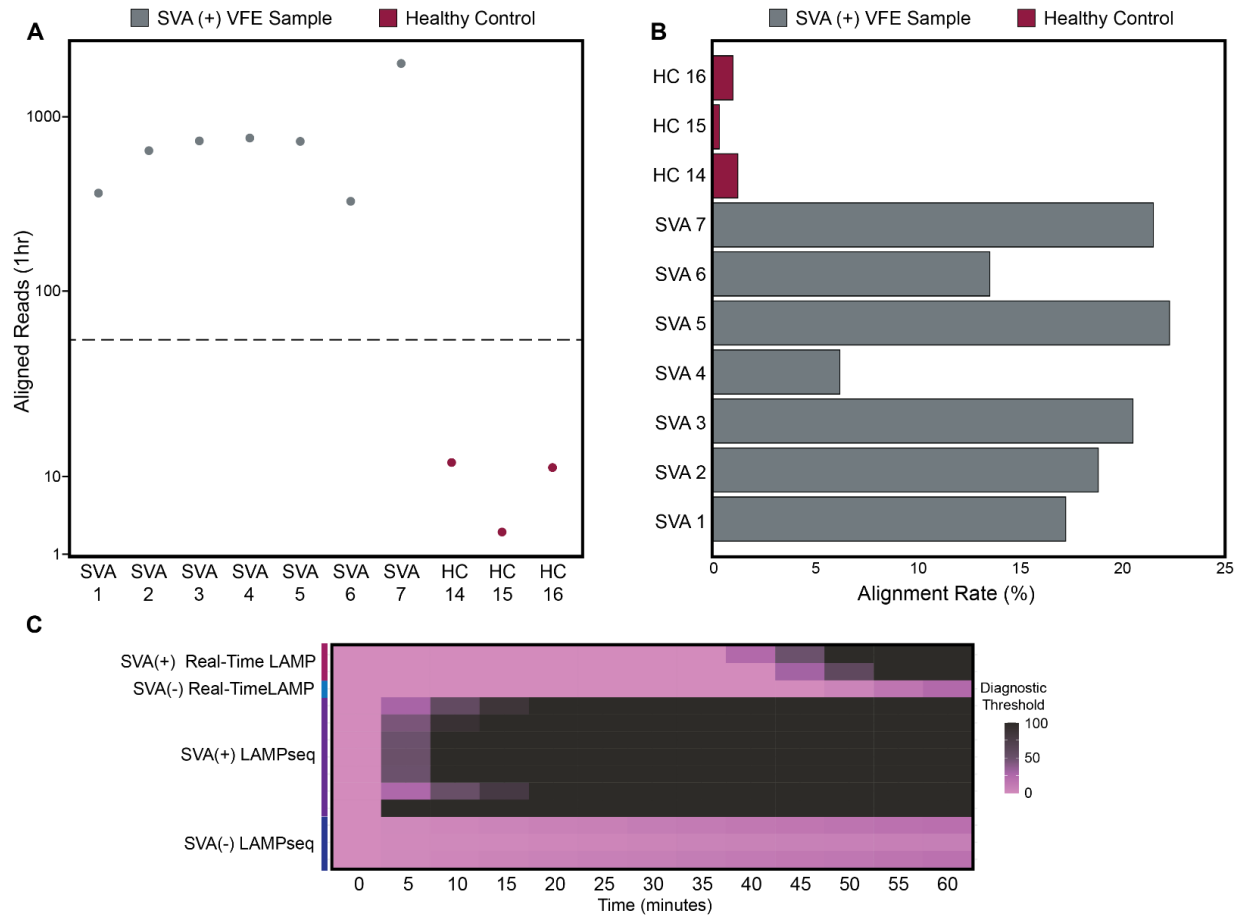 SVA (+) VFE Sample Healthy Control
SVA (+) VFE Sample Healthy Control
A
1000
100
10
1
Aligned Reads (1hr)
SVA SVA SVA SVA SVA SVA SVA HC HC HC
1 2 3 4 5 6 7 14 15 16
B
HC 16
HC 15
HC 14
SVA 7
SVA 6
SVA 5
SVA 4
SVA 3
SVA 2
SVA 1
0 5 10 15 20 25
Alignment Rate (%)
C
SVA(+) Real-Time LAMP
SVA(-) Real-TimeLAMP
SVA(+) LAMPseq
SVA(-) LAMPseq
0 5 10 15 20 25 30 35 40 45 50 55 60
Time (minutes)
Diagnostic
Threshold
100
50
0